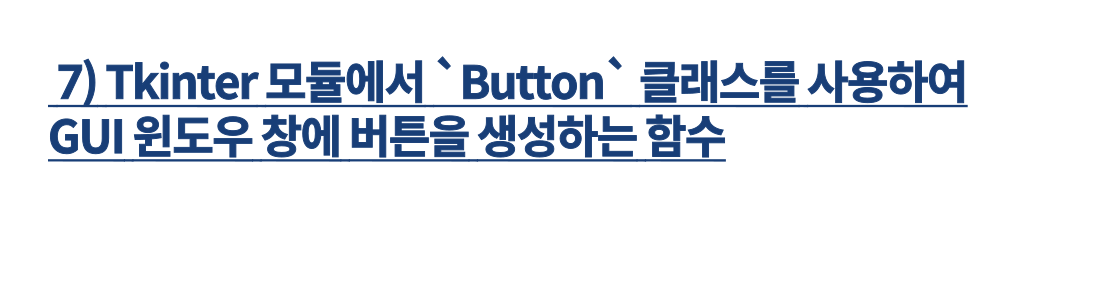 7) Tkinter 모듈에서 `Button` 클래스를 사용하여
GUI 윈도우 창에 버튼을 생성하는 함수